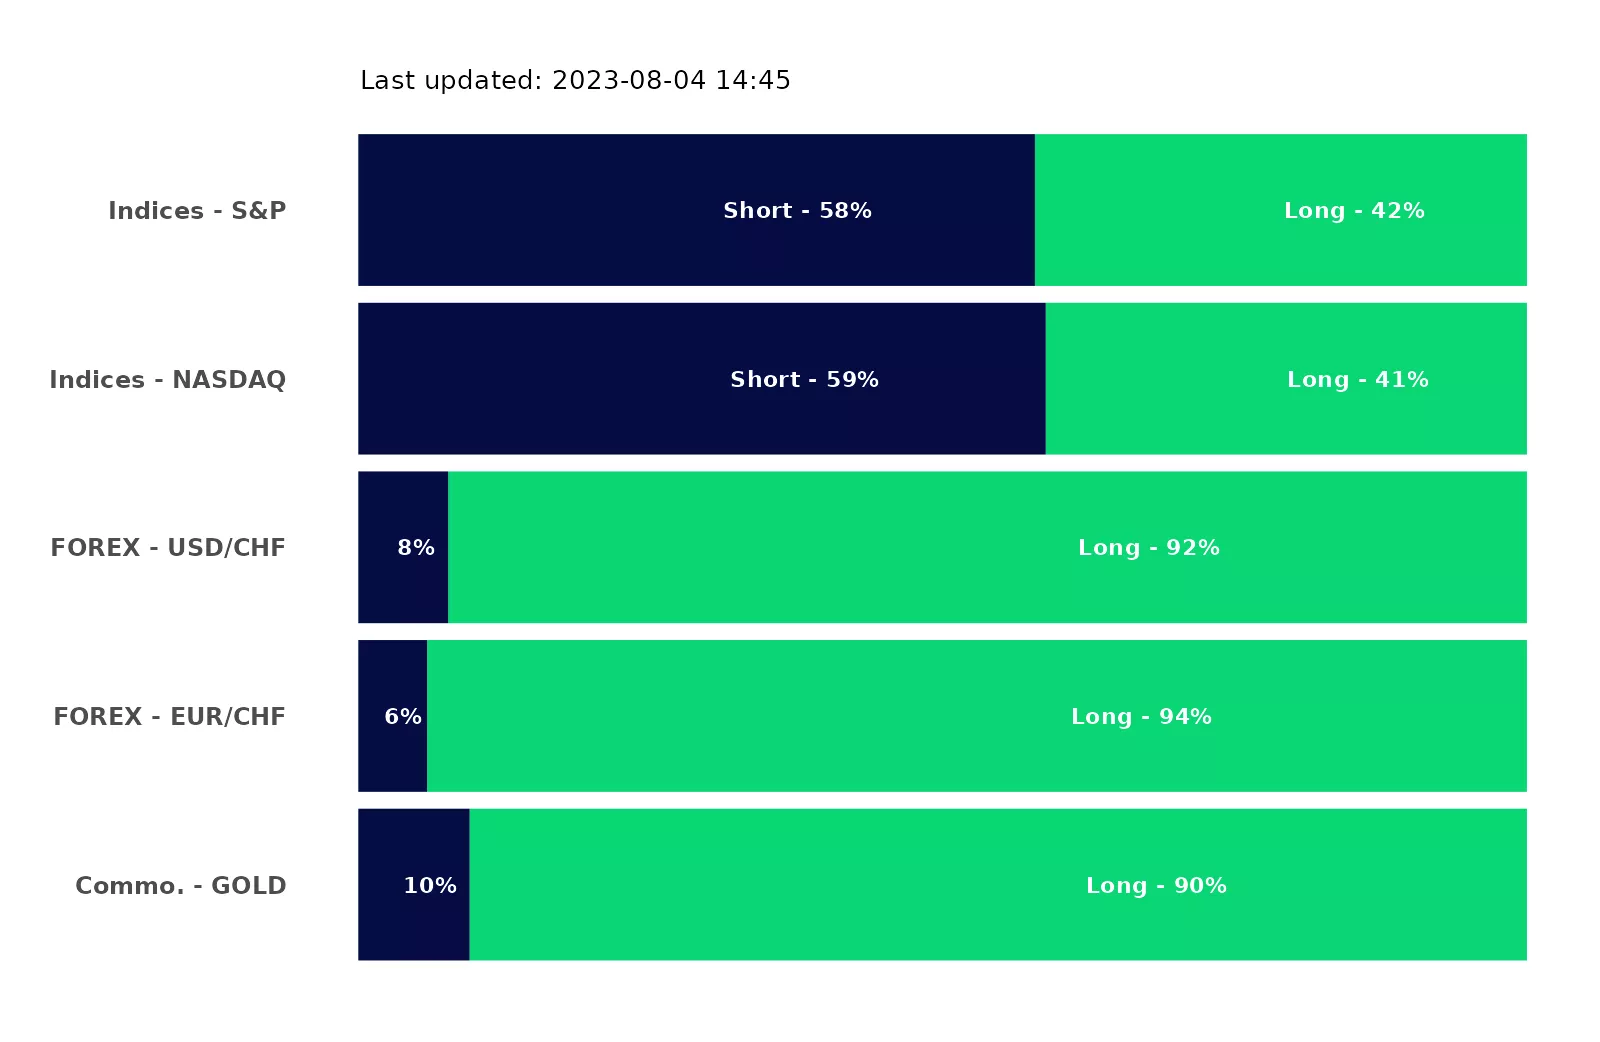 Last updated: 2023-08-04 14:45
Indices - S&P Short - 58% Long - 42%
Indices - NASDAQ Short - 59% Long - 41%
FOREX - USD/CHF 8% Long - 92%
FOREX - EUR/CHF 6% Long - 94%
Commo. - GOLD 10% Long - 90%